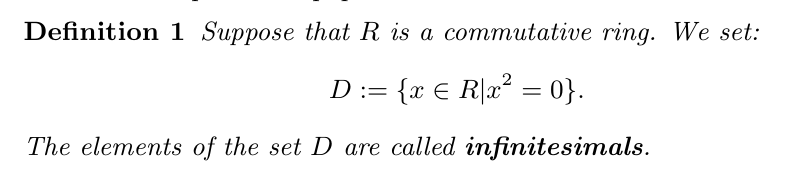 Definition 1 Suppose that R is a commutative ring. We set:
D := {x ∈ R|x² = 0}.
The elements of the set D are called infinitesimals.